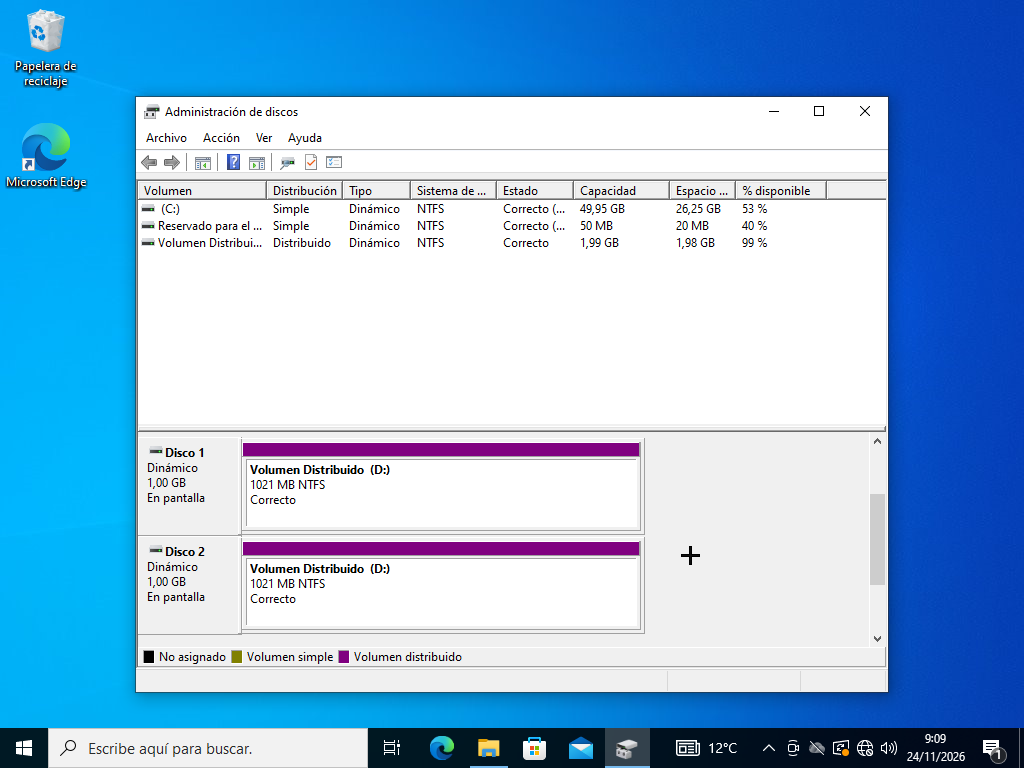 Papelera de
reciclaje
Microsoft Edge
Administración de discos
Archivo Acción Ver Ayuda
Volumen Distribución Tipo Sistema de ... Estado Capacidad Espacio ... % disponible
(C:) Simple Dinámico NTFS Correcto (... 49,95 GB 26,25 GB 53 %
Reservado para el ... Simple Dinámico NTFS Correcto (... 50 MB 20 MB 40 %
Volumen Distribui... Distribuido Dinámico NTFS Correcto 1,99 GB 1,98 GB 99 %
Disco 1
Dinámico
1,00 GB
En pantalla
Volumen Distribuido (D:)
1021 MB NTFS
Correcto
Disco 2
Dinámico
1,00 GB
En pantalla
Volumen Distribuido (D:)
1021 MB NTFS
Correcto
No asignado Volumen simple Volumen distribuido
Escribe aquí para buscar.
12°C
9:09
24/11/2026
1